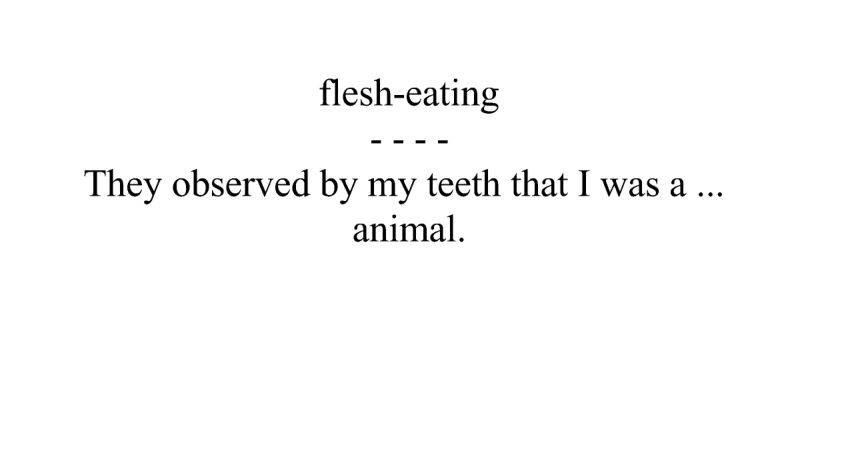 flesh-eating
- - - -
They observed by my teeth that I was a ...
animal.